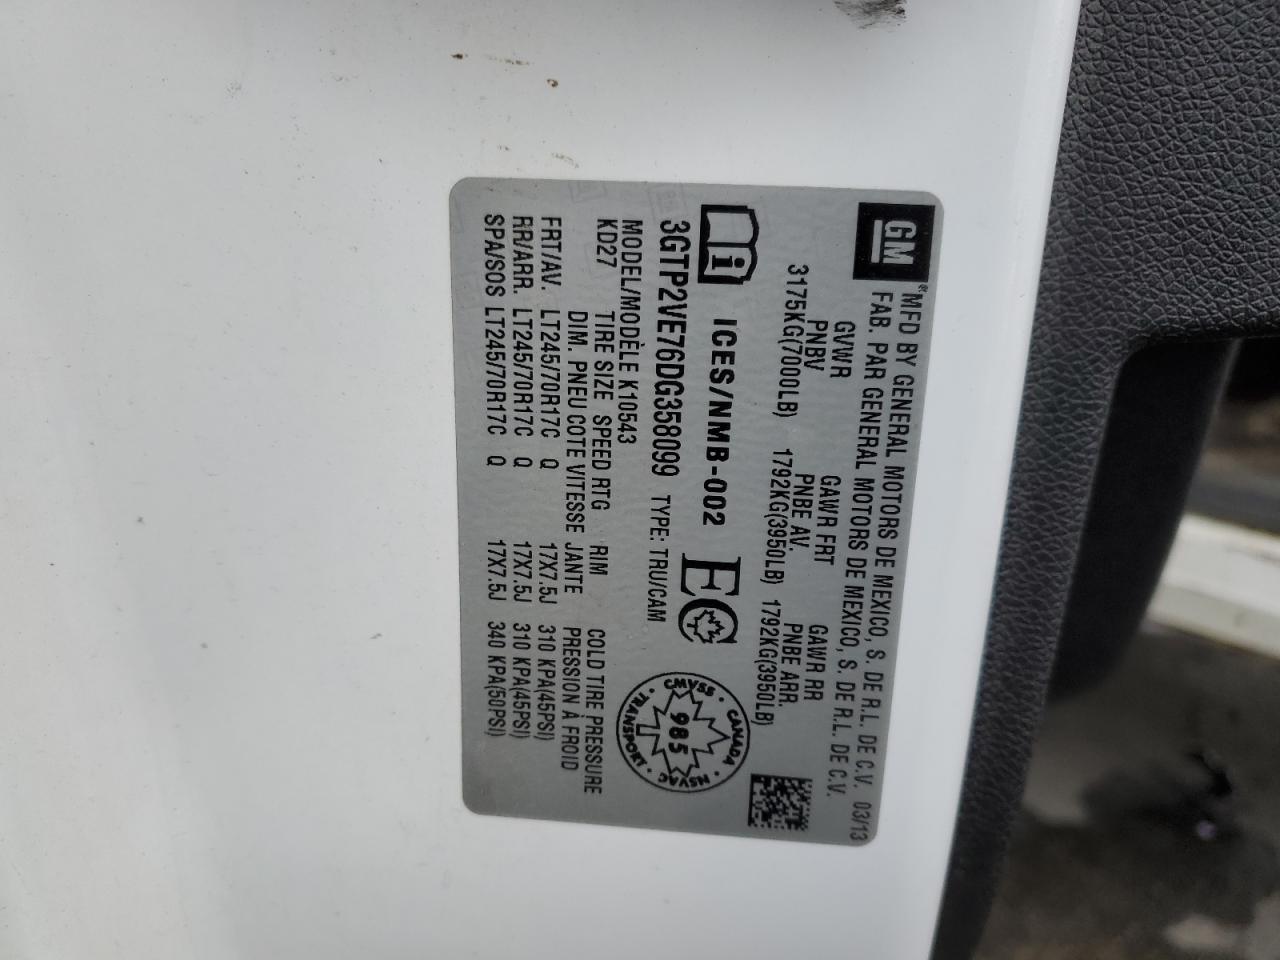 GM
® MFD BY GENERAL MOTORS DE MEXICO, S. DE R.L. DE C.V. 03/13
FAB. PAR GENERAL MOTORS DE MEXICO, S. DE R.L. DE C.V.
GVWR GAWR FRT GAWR RR
PNBV PNBE AV. PNBE ARR.
3175KG(7000LB) 1792KG(3950LB) 1792KG(3950LB)
i ICES/NMB-002 EC
CMVSS · CANADA · NSVAC · TRANSPORT ·
985
3GTP2VE76DG358099 TYPE: TRU/CAM
MODEL/MODÈLE K10543
KD27 TIRE SIZE SPEED RTG RIM COLD TIRE PRESSURE
DIM. PNEU COTE VITESSE JANTE PRESSION À FROID
FRT/AV. LT245/70R17C Q 17X7.5J 310 KPA(45PSI)
RR/ARR. LT245/70R17C Q 17X7.5J 310 KPA(45PSI)
SPA/SOS LT245/70R17C Q 17X7.5J 340 KPA(50PSI)